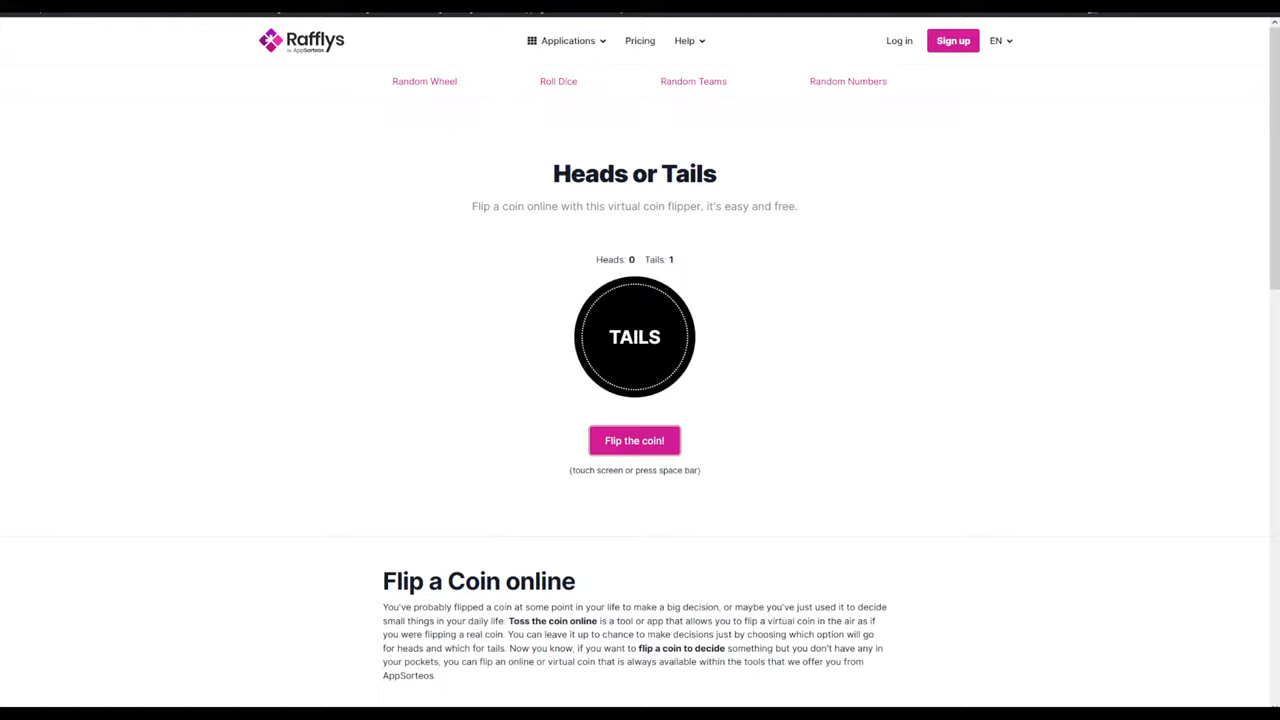 Rafflys
by AppSorteos
Applications
Pricing
Help
Log in
Sign up
EN
Random Wheel
Roll Dice
Random Teams
Random Numbers
Heads or Tails
Flip a coin online with this virtual coin flipper, it's easy and free.
Heads: 0 Tails: 1
TAILS
Flip the coin!
(touch screen or press space bar)
Flip a Coin online
You've probably flipped a coin at some point in your life to make a big decision, or maybe you've just used it to decide
small things in your daily life. Toss the coin online is a tool or app that allows you to flip a virtual coin in the air as if
you were flipping a real coin. You can leave it up to chance to make decisions just by choosing which option will go
for heads and which for tails. Now you know, if you want to flip a coin to decide something but you don't have any in
your pockets, you can flip an online or virtual coin that is always available within the tools that we offer you from
AppSorteos.